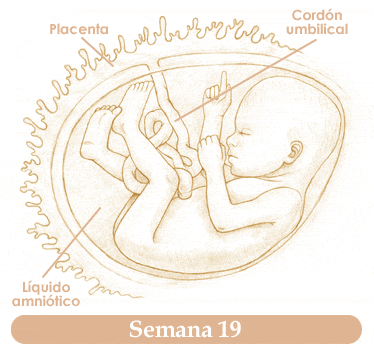 Cordón
umbilical
Placenta
Líquido
amniótico
Semana 19